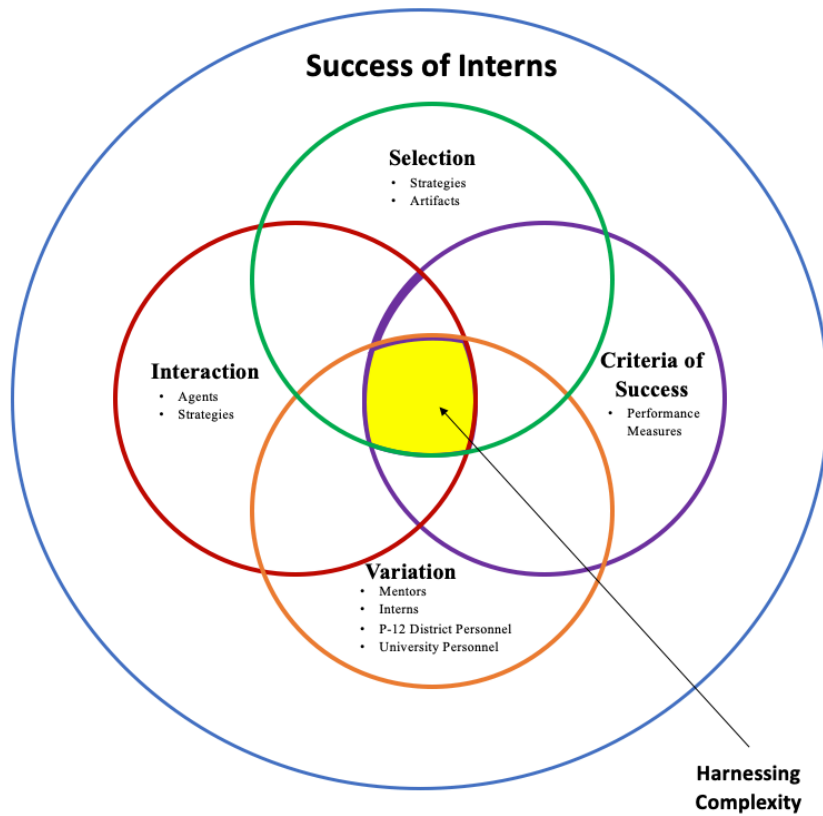 Success of Interns
Selection
• Strategies
• Artifacts
Interaction
• Agents
• Strategies
Criteria of
Success
• Performance
Measures
Variation
• Mentors
• Interns
• P-12 District Personnel
• University Personnel
Harnessing
Complexity